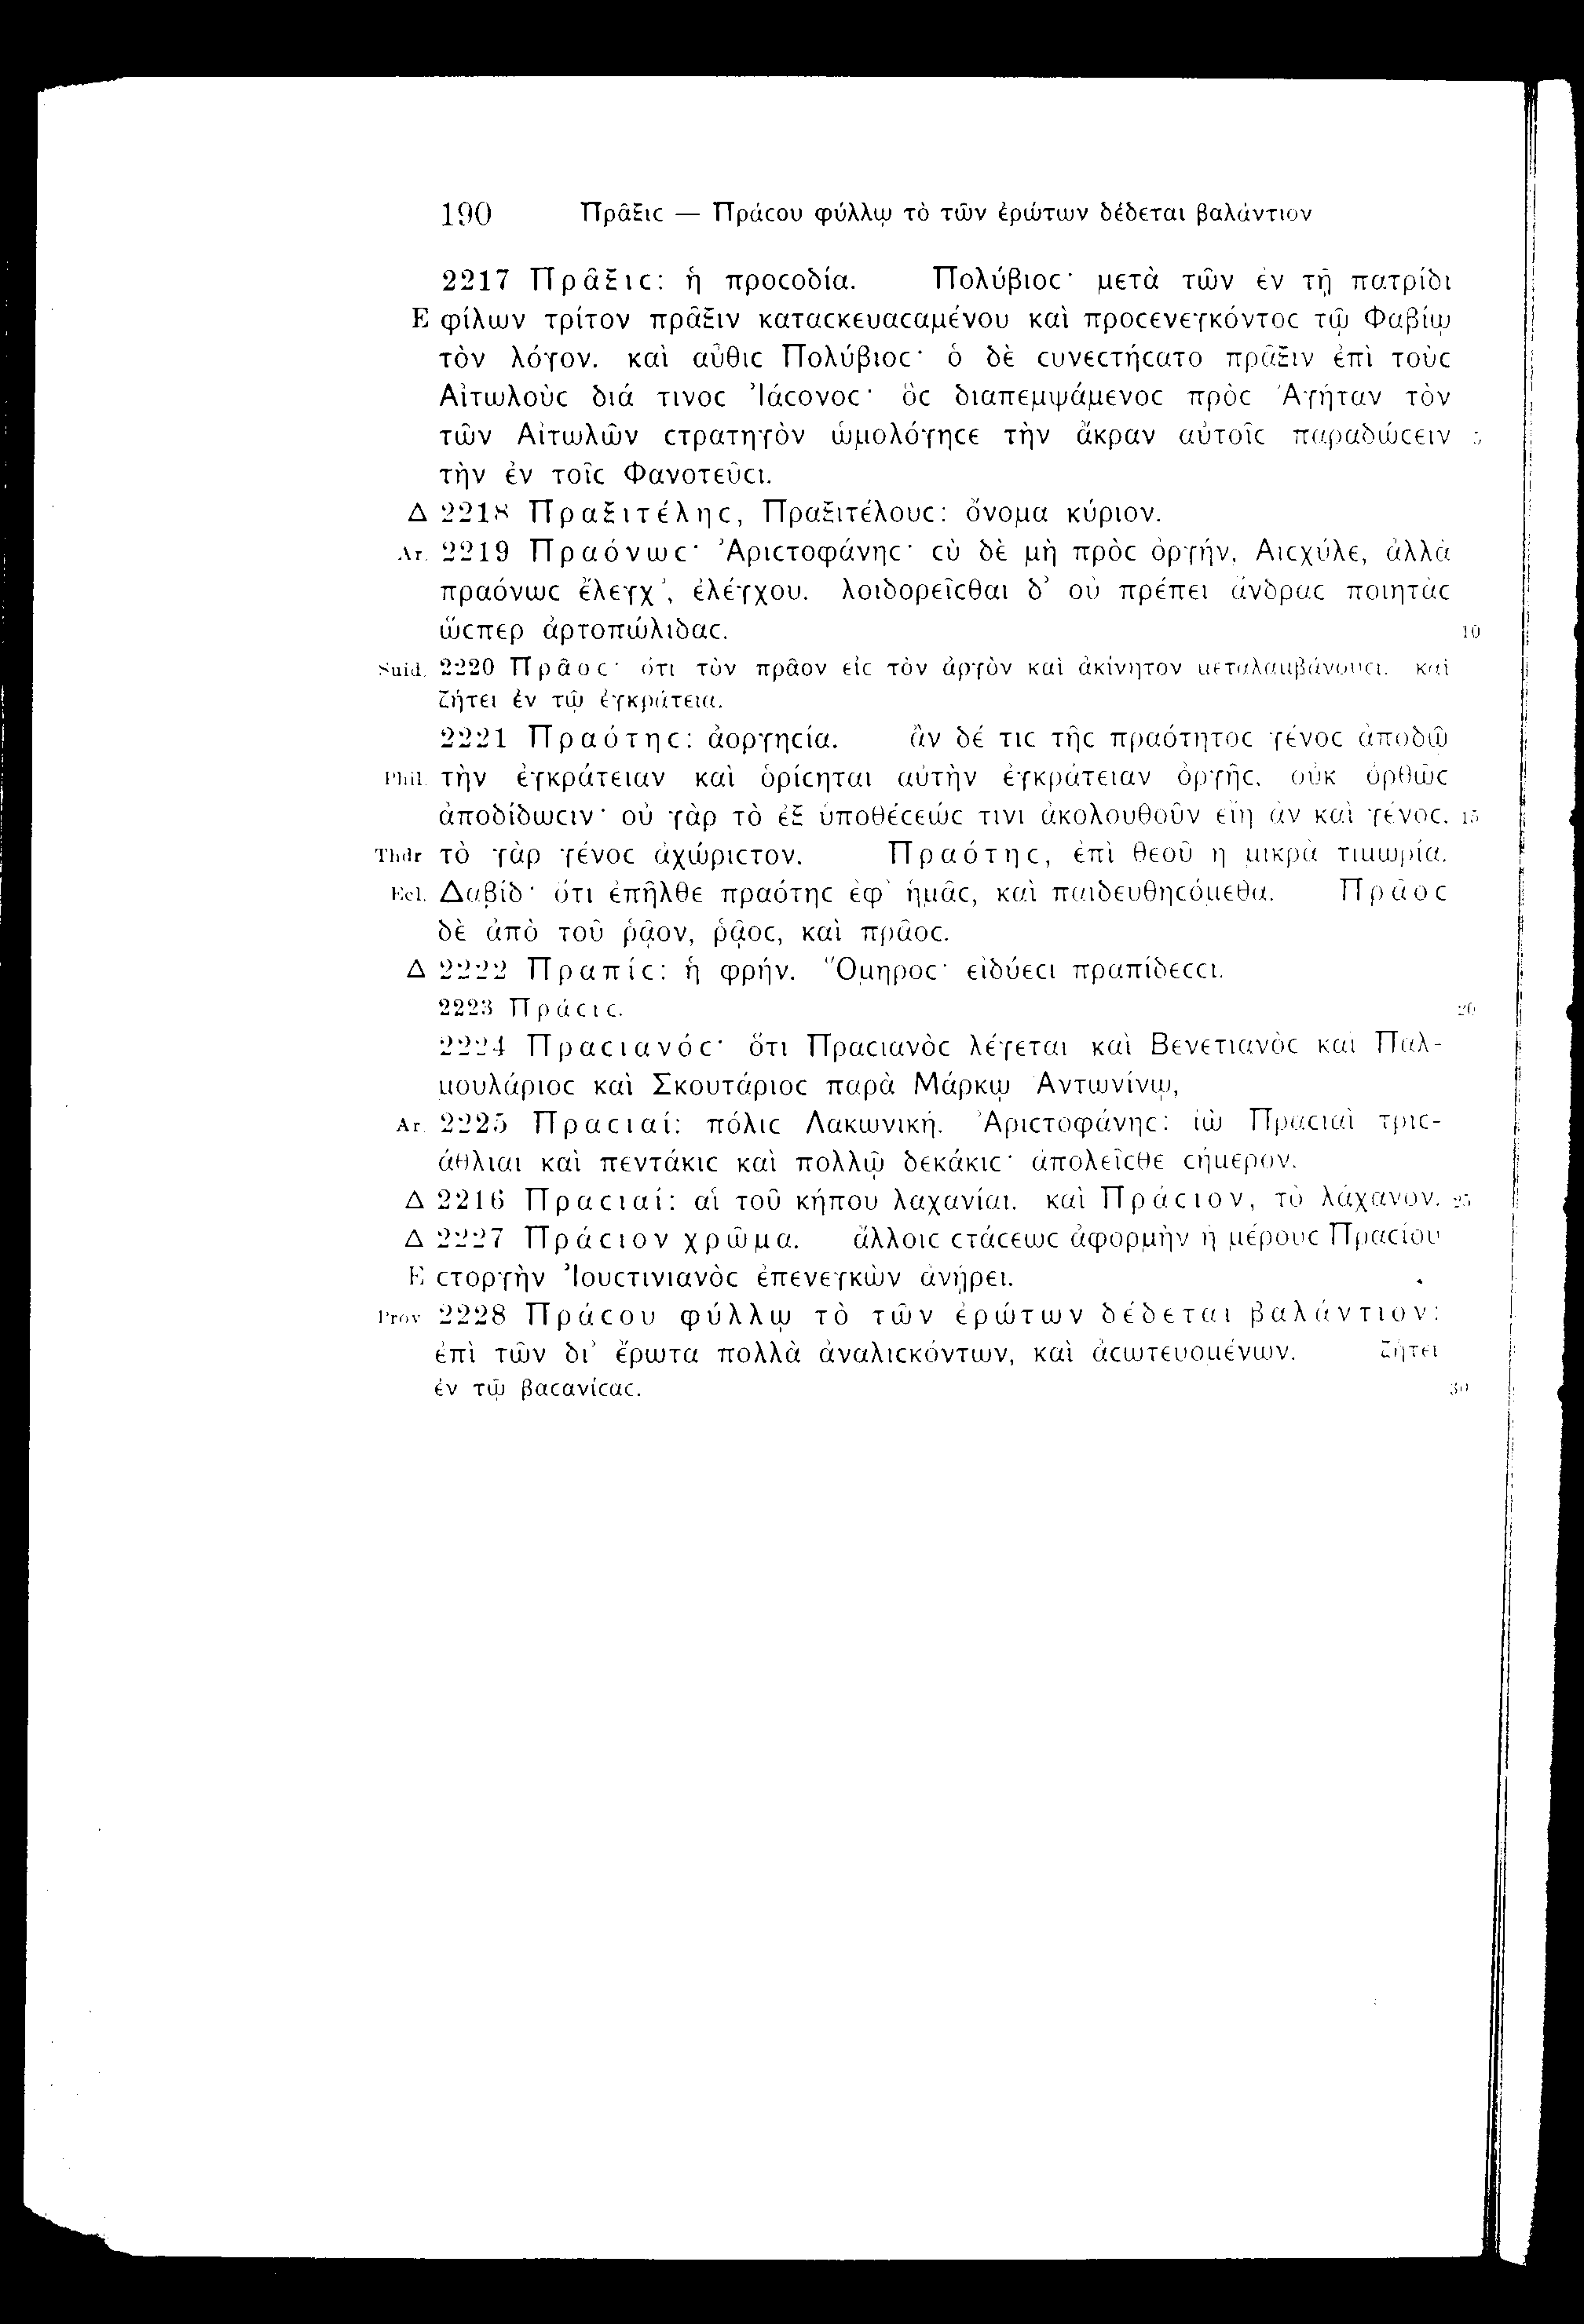 190 Πρᾶξιϲ — Πράϲου φύλλῳ τὸ τῶν ἐρώτων δέδεται βαλάντιον
2217 Πρᾶξιϲ: ἡ προϲοδία. Πολύβιοϲ· μετὰ τῶν ἐν τῇ πατρίδι
E φίλων τρίτον πρᾶξιν καταϲκευαϲαμένου καὶ προϲενεγκόντοϲ τῷ Φαβίῳ
τὸν λόγον. καὶ αὖθιϲ Πολύβιοϲ· ὁ δὲ ϲυνεϲτήϲατο πρᾶξιν ἐπὶ τοὺϲ
Αἰτωλοὺϲ διά τινοϲ Ἰάϲονοϲ· ὃϲ διαπεμψάμενοϲ πρὸϲ Ἀγήταν τὸν
τῶν Αἰτωλῶν ϲτρατηγὸν ὡμολόγηϲε τὴν ἄκραν αὐτοῖϲ παραδώϲειν 5
τὴν ἐν τοῖϲ Φανοτεῦϲι.
Δ 2218 Πραξιτέληϲ, Πραξιτέλουϲ: ὄνομα κύριον.
Ar. 2219 Πραόνωϲ· Ἀριϲτοφάνηϲ· ϲὺ δὲ μὴ πρὸϲ ὀργήν, Αἰϲχύλε, ἀλλὰ
πραόνωϲ ἔλεγχ’, ἐλέγχου. λοιδορεῖϲθαι δ’ οὐ πρέπει ἄνδραϲ ποιητὰϲ
ὥϲπερ ἀρτοπώλιδαϲ. 10
Suid. 2220 Πρᾶοϲ· ὅτι τὸν πρᾶον εἰϲ τὸν ἀργὸν καὶ ἀκίνητον μεταλαμβάνουϲι. καὶ
ζήτει ἐν τῷ ἐγκράτεια.
2221 Πραότηϲ: ἀοργηϲία. ἂν δέ τιϲ τῆϲ πραότητοϲ γένοϲ ἀποδῶ
Phil. τὴν ἐγκράτειαν καὶ ὁρίϲηται αὐτὴν ἐγκράτειαν ὀργῆϲ, οὐκ ὀρθῶϲ
ἀποδίδωϲιν· οὐ γὰρ τὸ ἐξ ὑποθέϲεώϲ τινι ἀκολουθοῦν εἴη ἂν καὶ γένοϲ. 15
Thdr τὸ γὰρ γένοϲ ἀχώριϲτον. Πραότηϲ, ἐπὶ θεοῦ ἡ μικρὰ τιμωρία.
Ecl. Δαβίδ· ὅτι ἐπῆλθε πραότηϲ ἐφ’ ἡμᾶϲ, καὶ παιδευθηϲόμεθα. Πρᾶοϲ
δὲ ἀπὸ τοῦ ῥᾷον, ῥᾷοϲ, καὶ πρᾶοϲ.
Δ 2222 Πραπίϲ: ἡ φρήν. Ὅμηροϲ· εἰδύεϲι πραπίδεϲϲι.
2223 Πράϲιϲ. 20
2224 Πραϲιανόϲ· ὅτι Πραϲιανὸϲ λέγεται καὶ Βενετιανὸϲ καὶ Παλ-
μουλάριοϲ καὶ Σκουτάριοϲ παρὰ Μάρκῳ Ἀντωνίνῳ,
Ar. 2225 Πραϲιαί: πόλιϲ Λακωνική. Ἀριϲτοφάνηϲ: ἰὼ Πραϲιαὶ τριϲ-
άθλιαι καὶ πεντάκιϲ καὶ πολλῷ δεκάκιϲ· ἀπολεῖϲθε ϲήμερον.
Δ 2216 Πραϲιαί: αἱ τοῦ κήπου λαχανίαι. καὶ Πράϲιον, τὸ λάχανον. 25
Δ 2227 Πράϲιον χρῶμα. ἄλλοιϲ ϲτάϲεωϲ ἀφορμὴν ἢ μέρουϲ Πραϲίου
E ϲτοργὴν Ἰουϲτινιανὸϲ ἐπενεγκὼν ἀνῄρει.
Prov 2228 Πράϲου φύλλῳ τὸ τῶν ἐρώτων δέδεται βαλάντιον:
ἐπὶ τῶν δι’ ἔρωτα πολλὰ ἀναλιϲκόντων, καὶ ἀϲωτευομένων. ζήτει
ἐν τῷ βαϲανίϲαϲ. 30